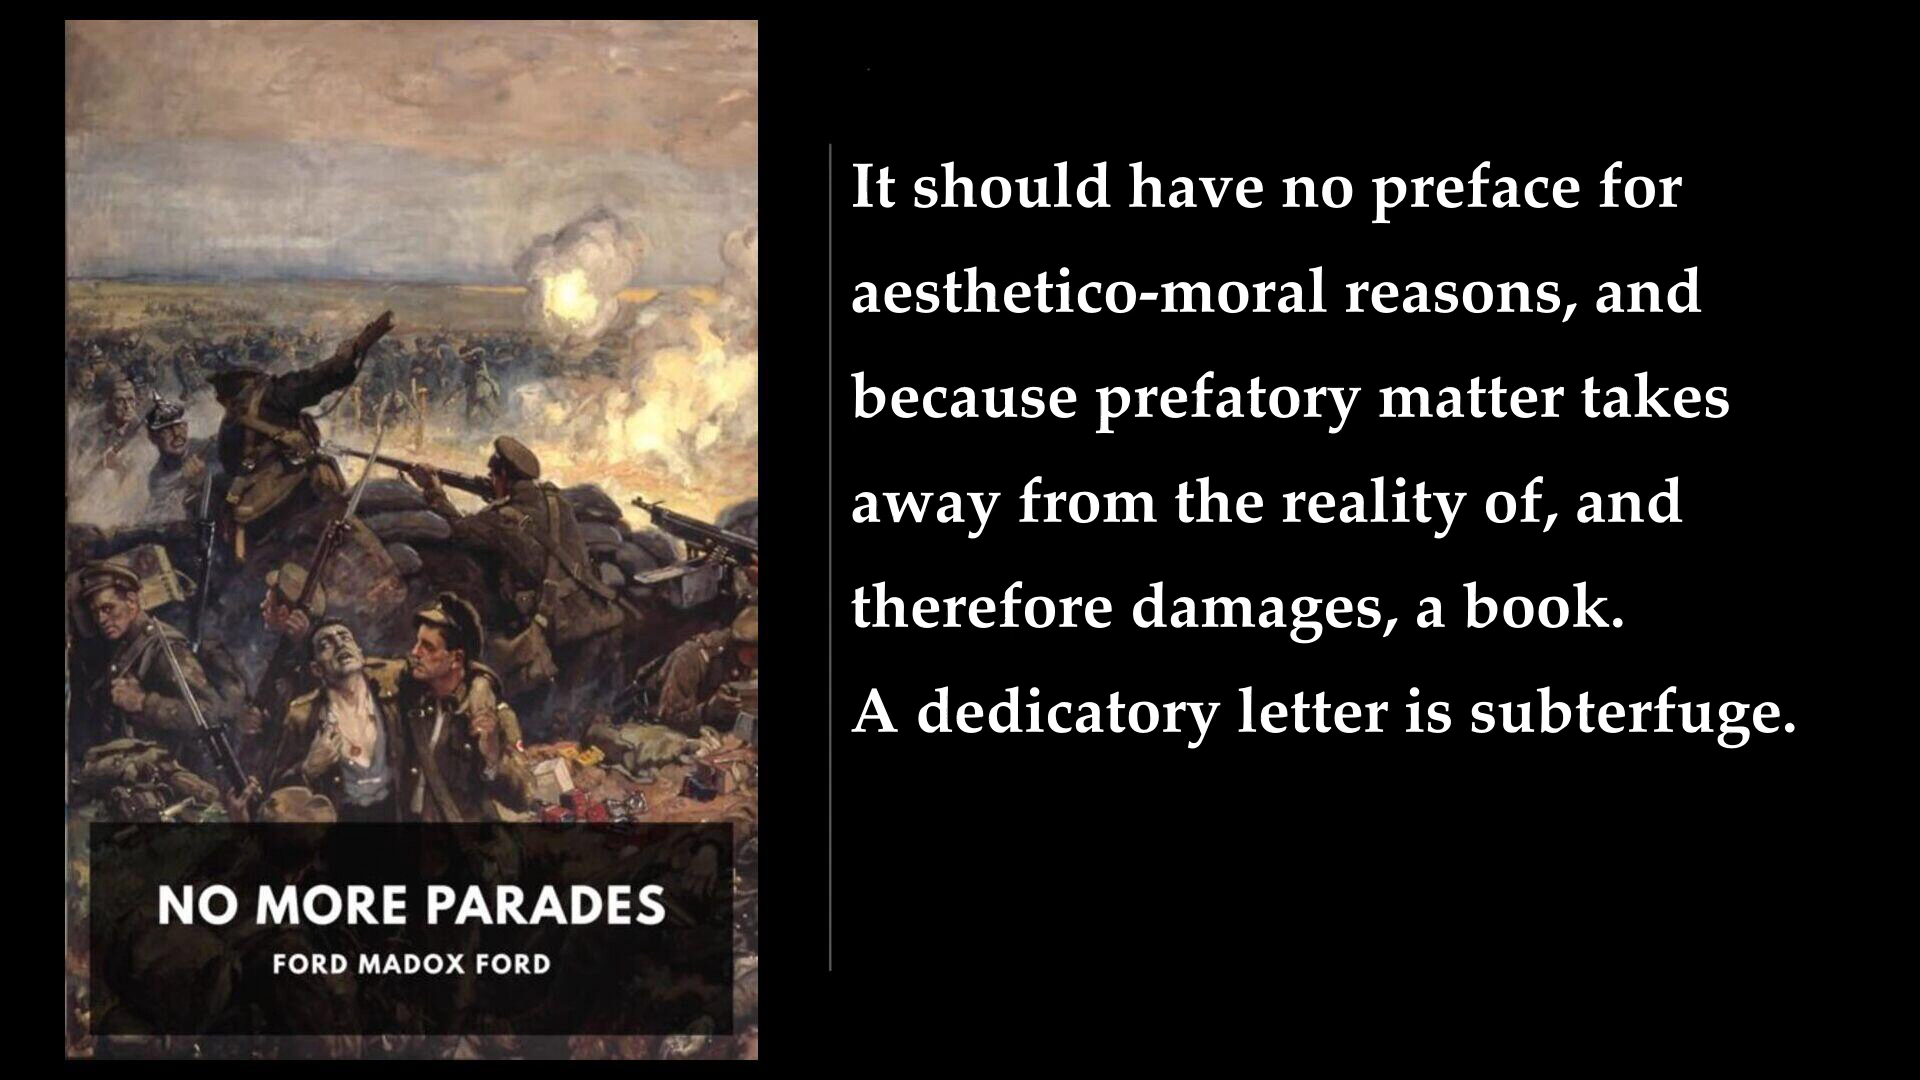 It should have no preface for
aesthetico-moral reasons, and
because prefatory matter takes
away from the reality of, and
therefore damages, a book.
A dedicatory letter is subterfuge.
NO MORE PARADES
FORD MADOX FORD